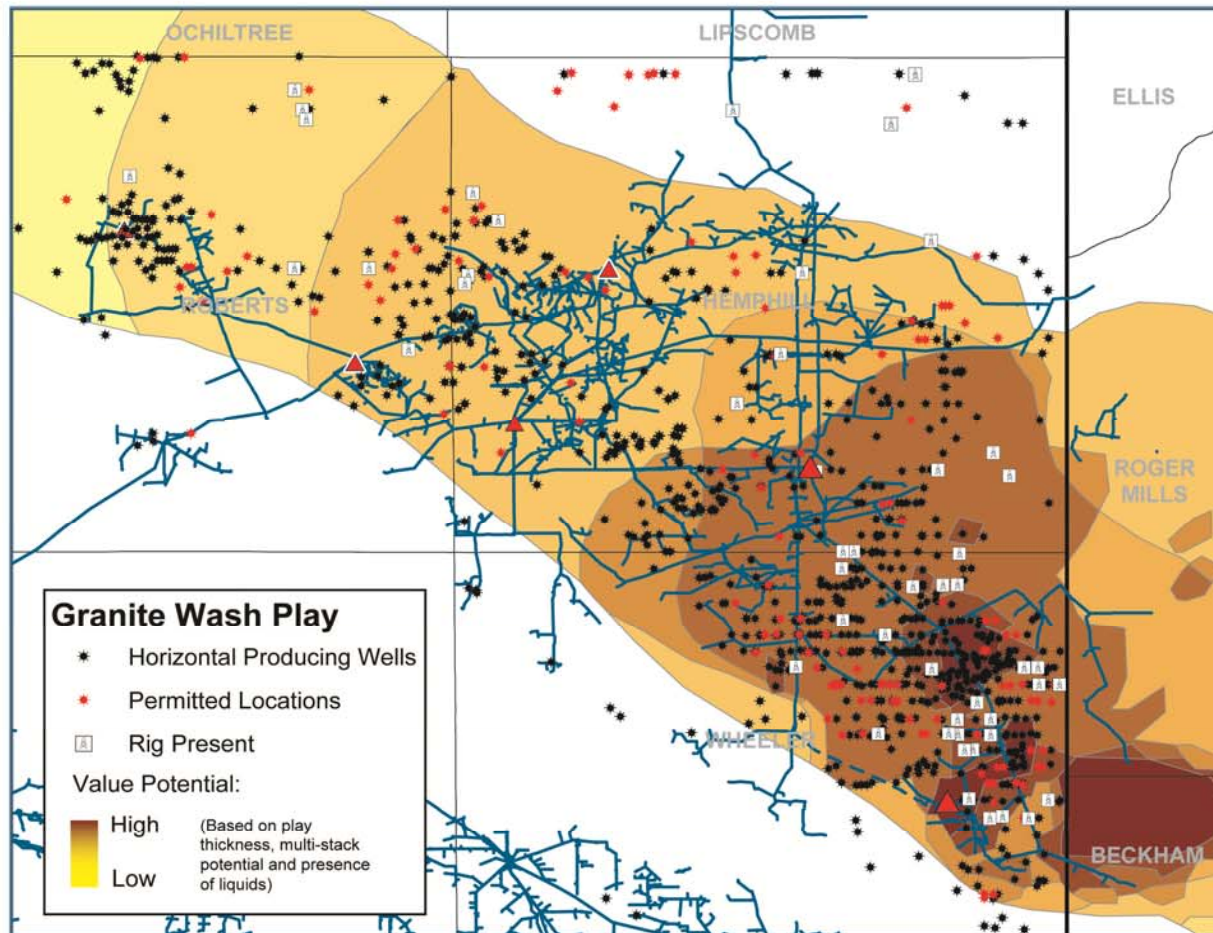 OCHILTREE
LIPSCOMB
ELLIS
ROBERTS
HEMPHILL
ROGER
MILLS
WHEELER
BECKHAM
Granite Wash Play
Horizontal Producing Wells
Permitted Locations
Rig Present
Value Potential:
High
Low
(Based on play
thickness, multi-stack
potential and presence
of liquids)